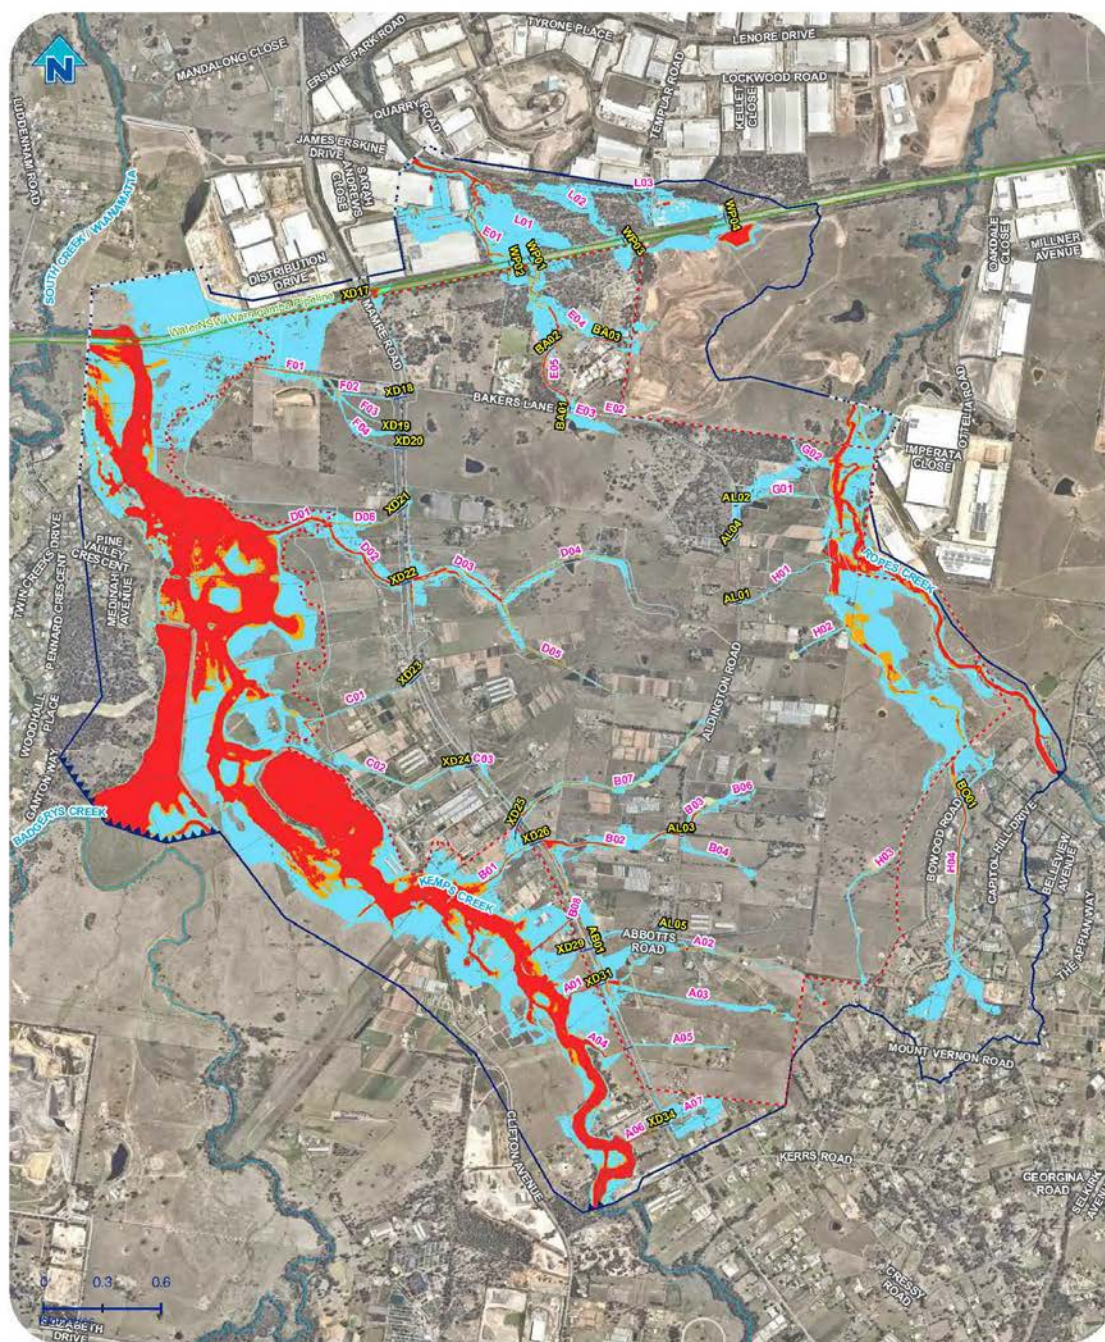 TYRONE PLACE
LENORE DRIVE
MANDALONG CLOSE
ERSKINE PARK ROAD
N
LOCKWOOD ROAD
TEMPLAR ROAD
KELLET
CLOSE
QUARRY ROAD
LUDDENHAM ROAD
JAMES ERSKINE
DRIVE
SARAH
ANDREWS
CLOSE
L03
L02
WP04
L01
E01
WP03
WP01
WP02
OAKDALE
CLOSE
MILLNER
AVENUE
SOUTH CREEK / WIANAMATTA
DISTRIBUTION
DRIVE
XD17
WaterNSW Warragamba Pipeline
MAMRE ROAD
E04
BA03
BA02
F01
E05
F02
XD18
BAKERS LANE
F03
E02
E03
BA01
XD19
F04
XD20
OTTELIA ROAD
IMPERATA
CLOSE
G02
G01
AL02
XD21
D01
D06
AL04
PINE
VALLEY
CRESCENT
D02
D04
D03
XD22
ROPES CREEK
H01
AL01
TWIN CREEKS DRIVE
PENNARD CRESCENT
MEDINAH
AVENUE
H02
D05
XD23
C01
ALDINGTON ROAD
WOODHALL
PLACE
GANTON WAY
XD24
C03
C02
B07
B06
B03
XD25
BO01
BADGERYS CREEK
XD26
AL03
B02
B04
BOWOOD ROAD
CAPITOL HILL DRIVE
BELLEVIEW
AVENUE
B01
H03
H04
KEMPS CREEK
B08
AL05
THE APPIAN WAY
AB01
ABBOTTS
ROAD
A02
XD29
A01
XD31
A03
A04
A05
MOUNT VERNON ROAD
A07
XD34
A06
CLIFTON AVENUE
KERRS ROAD
GEORGINA
ROAD
SELKIRK
CRESSY
ROAD
0
0.3
0.6
DRIVE